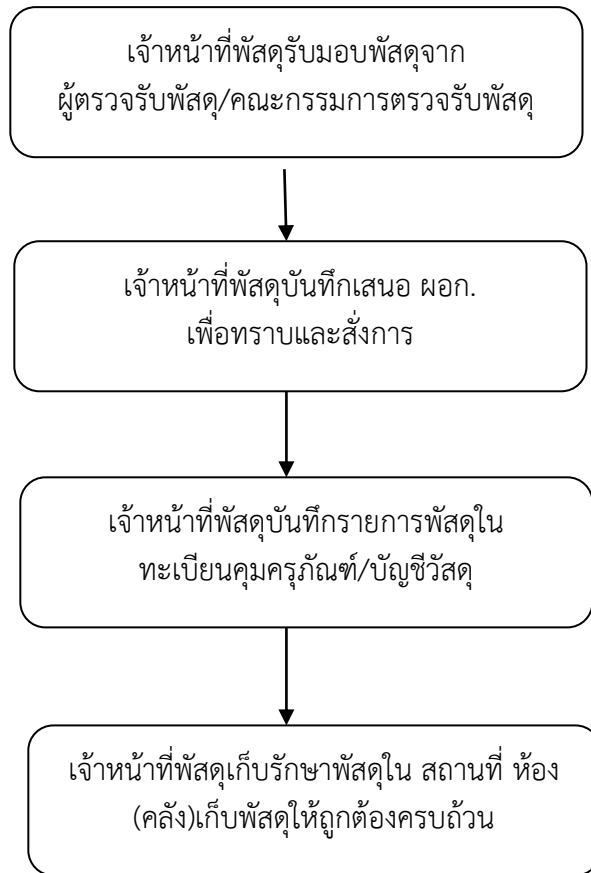 เจ้าหน้าที่พัสดุรับมอบพัสดุจาก
ผู้ตรวจรับพัสดุ/คณะกรรมการตรวจรับพัสดุ
เจ้าหน้าที่พัสดุบันทึกเสนอ ผอก.
เพื่อทราบและสั่งการ
เจ้าหน้าที่พัสดุบันทึกรายการพัสดุใน
ทะเบียนคุมครุภัณฑ์/บัญชีวัสดุ
เจ้าหน้าที่พัสดุเก็บรักษาพัสดุใน สถานที่ ห้อง
(คลัง)เก็บพัสดุให้ถูกต้องครบถ้วน